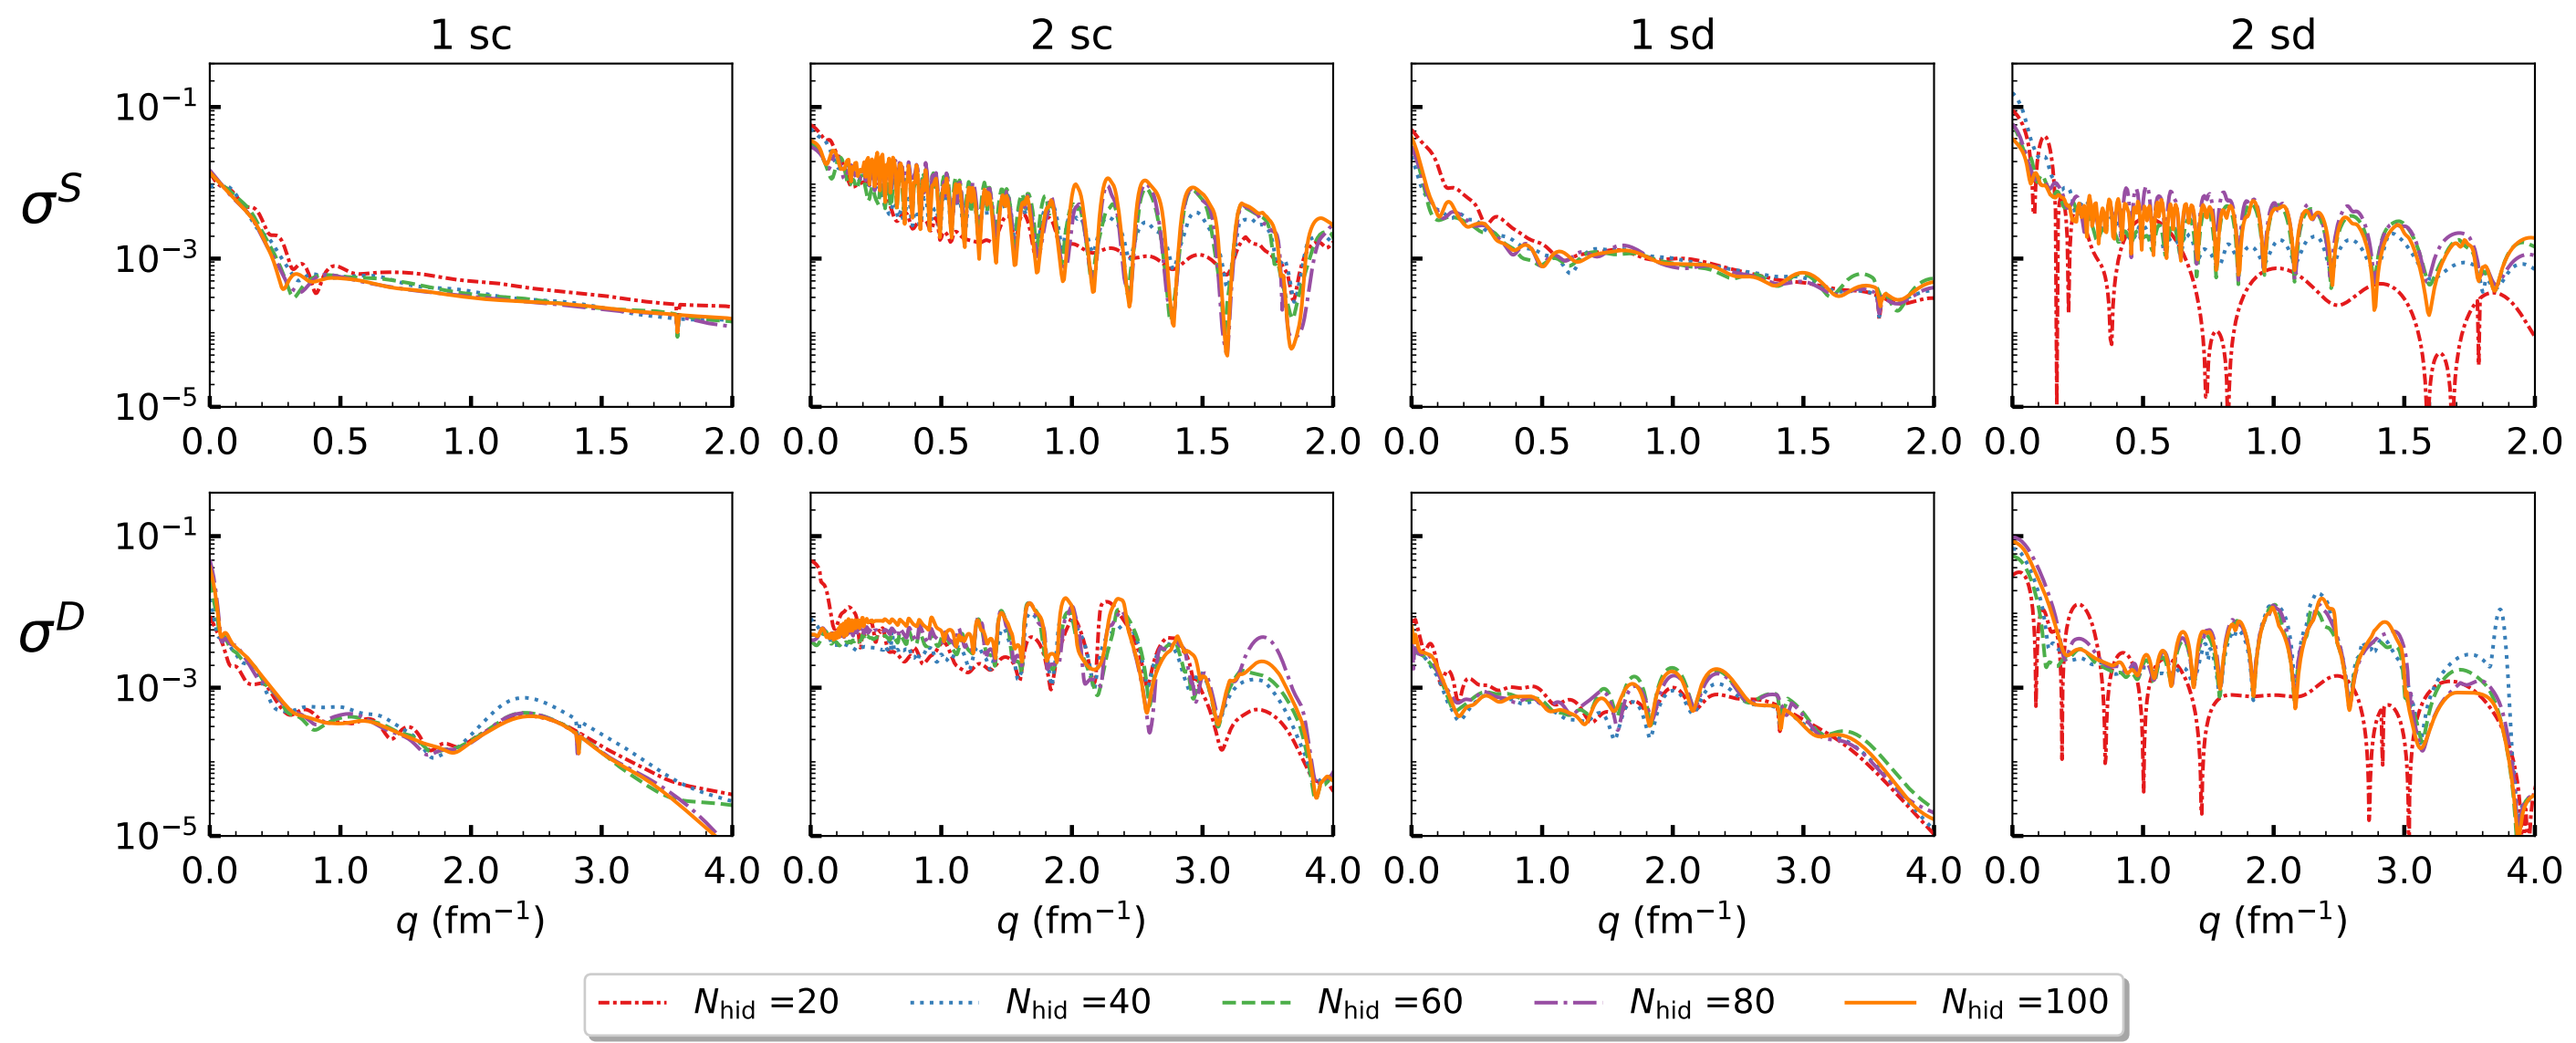 1 sc 2 sc 1 sd 2 sd
σ^S
10^−1
10^−3
10^−5
0.0 0.5 1.0 1.5 2.0 0.0 0.5 1.0 1.5 2.0 0.0 0.5 1.0 1.5 2.0 0.0 0.5 1.0 1.5 2.0
σ^D
10^−1
10^−3
10^−5
0.0 1.0 2.0 3.0 4.0 0.0 1.0 2.0 3.0 4.0 0.0 1.0 2.0 3.0 4.0 0.0 1.0 2.0 3.0 4.0
q (fm^−1) q (fm^−1) q (fm^−1) q (fm^−1)
N_hid =20 N_hid =40 N_hid =60 N_hid =80 N_hid =100